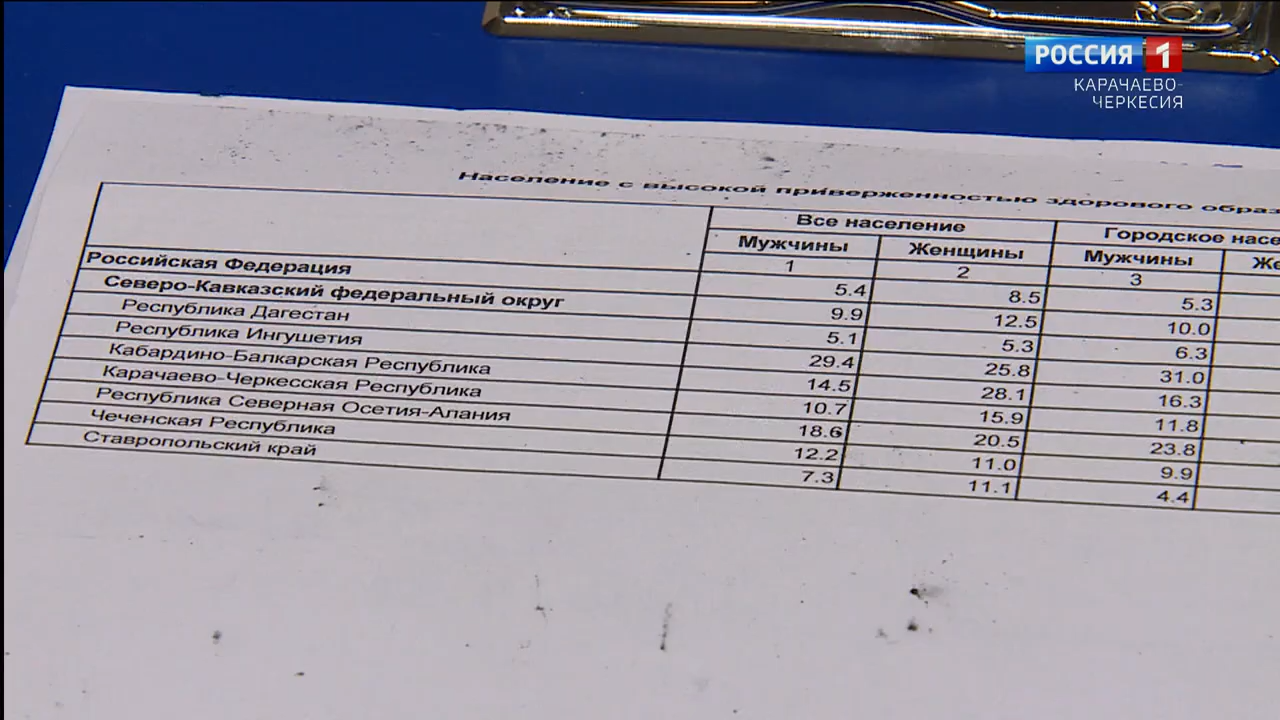 РОССИЯ 1
КАРАЧАЕВО-
ЧЕРКЕСИЯ
Население с высокой приверженностью здорового
Все население
Городское
Мужчины Женщины Мужчины
1 2 3
Российская Федерация 5.4 8.5 5.3
Северо-Кавказский федеральный округ 9.9 12.5 10.0
Республика Дагестан 5.1 5.3 6.3
Республика Ингушетия 29.4 25.8 31.0
Кабардино-Балкарская Республика 14.5 28.1 16.3
Карачаево-Черкесская Республика 10.7 15.9 11.8
Республика Северная Осетия-Алания 18.6 20.5 23.8
Чеченская Республика 12.2 11.0 9.9
Ставропольский край 7.3 11.1 4.4